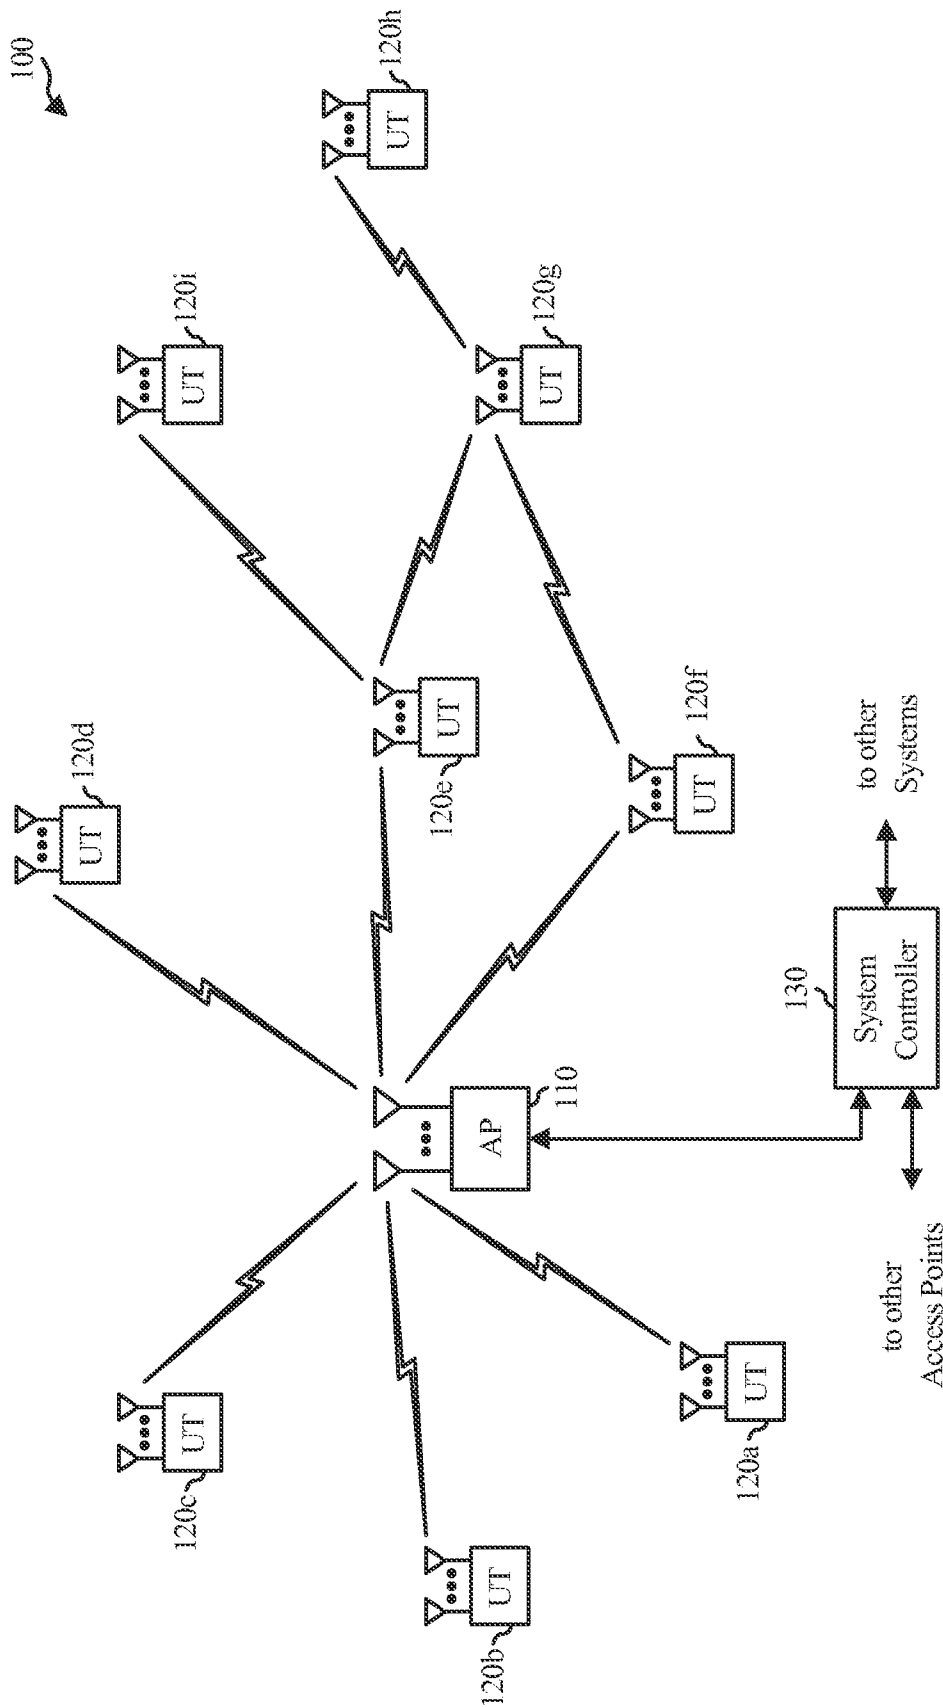 100
120d
UT
120i
UT
120h
UT
120c
UT
120e
UT
120g
UT
120b
UT
AP
110
120a
UT
120f
UT
130
System
Controller
to other
Access Points
to other
Systems